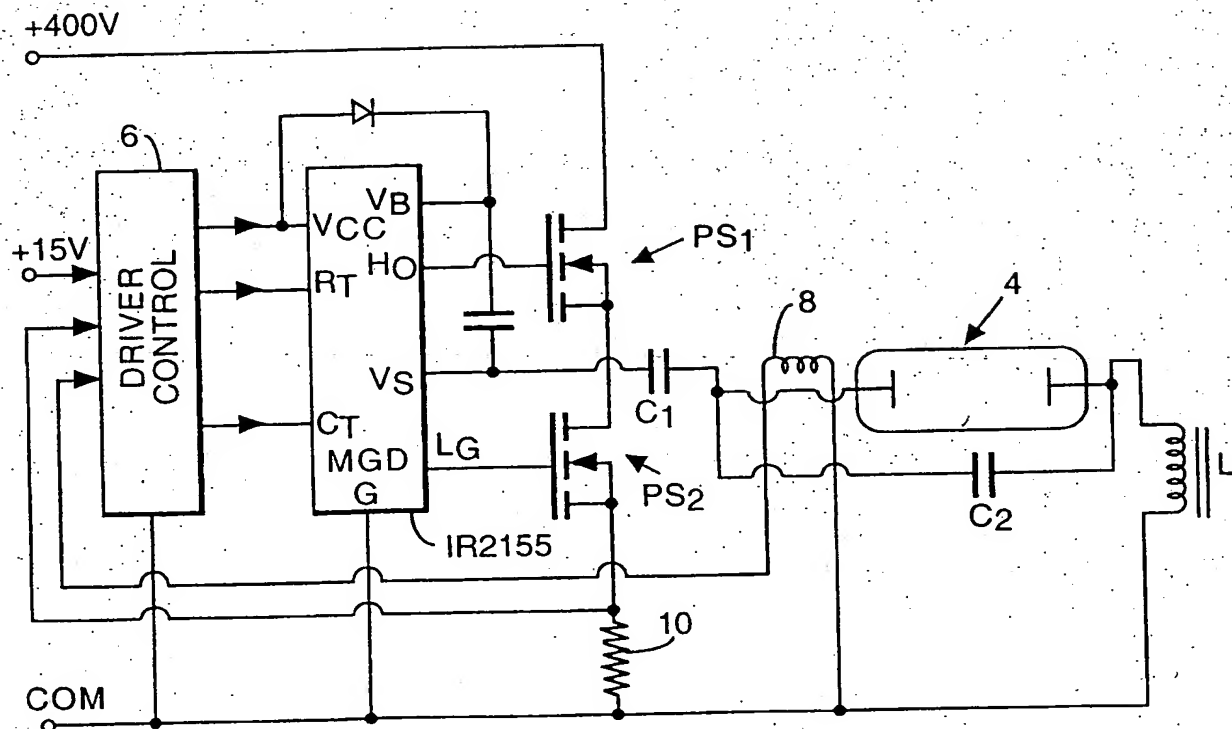 +400V
6
8
4
+15V
DRIVER
CONTROL
VCC
RT
CT
VB
HO
VS
MGD
G
LG
IR2155
PS1
PS2
C1
C2
L
10
COM